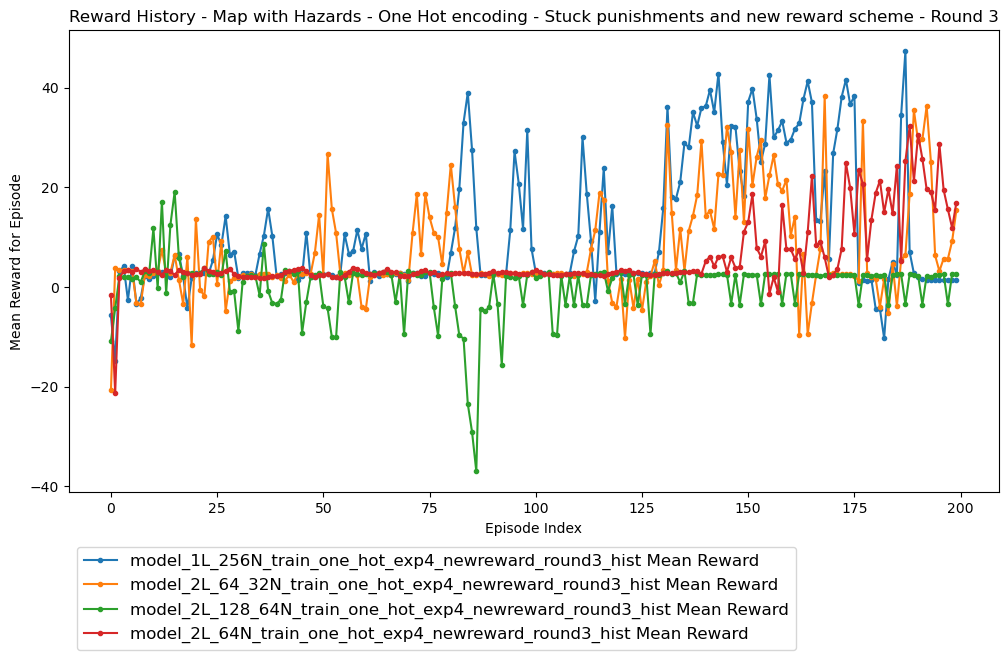 Reward History - Map with Hazards - One Hot encoding - Stuck punishments and new reward scheme - Round 3
Mean Reward for Episode
40
20
0
−20
−40
0 25 50 75 100 125 150 175 200
Episode Index
model_1L_256N_train_one_hot_exp4_newreward_round3_hist Mean Reward
model_2L_64_32N_train_one_hot_exp4_newreward_round3_hist Mean Reward
model_2L_128_64N_train_one_hot_exp4_newreward_round3_hist Mean Reward
model_2L_64N_train_one_hot_exp4_newreward_round3_hist Mean Reward